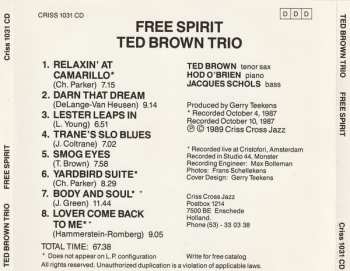 CRISS 1031 CD
D D D
FREE SPIRIT
TED BROWN TRIO
1. RELAXIN' AT
CAMARILLO*
(Ch. Parker) 7.15
2. DARN THAT DREAM
(DeLange-Van Heusen) 9.14
3. LESTER LEAPS IN
(L. Young) 6.51
4. TRANE'S SLO BLUES
(J. Coltrane) 7.02
5. SMOG EYES
(T. Brown) 7.58
6. YARDBIRD SUITE*
(Ch. Parker) 8.29
7. BODY AND SOUL*
(J. Green) 11.44
8. LOVER COME BACK
TO ME*
(Hammerstein-Romberg) 9.05
TOTAL TIME: 67.38
TED BROWN tenor sax
HOD O'BRIEN piano
JACQUES SCHOLS bass
Produced by Gerry Teekens
* Recorded October 4, 1987
Recorded October 10, 1987
Ⓟ © 1989 Criss Cross Jazz
*Recorded live at Cristofori, Amsterdam
Recorded in Studio 44, Monster
Recording Engineer: Max Bolleman
Photos: Frans Schellekens
Cover Design: Gerry Teekens
Criss Cross Jazz
Postbox 1214
7500 BE Enschede
Holland.
Phone (53) - 33 03 38
Write for free catalog
Does not appear on L.P. configuration
All rights reserved. Unauthorized duplication is a violation of applicable laws.
Criss 1031 CD
FREE SPIRIT
TED BROWN TRIO
TED BROWN TRIO
FREE SPIRIT
Criss 1031 CD